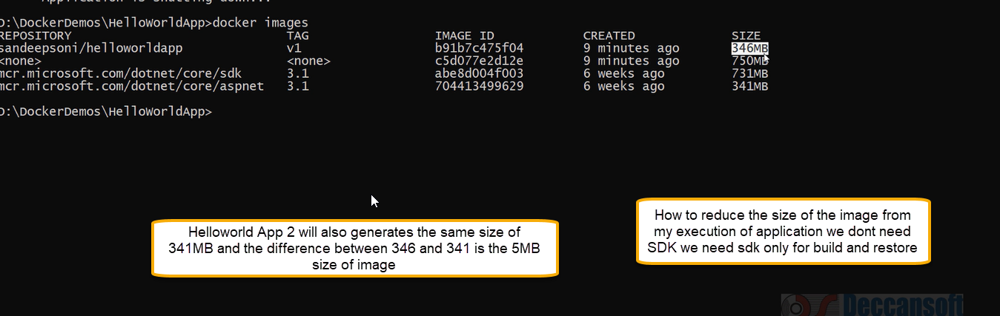 Application is shutting down...
D:\DockerDemos\HelloWorldApp>docker images
REPOSITORY TAG IMAGE ID CREATED SIZE
sandeepsoni/helloworldapp v1 b91b7c475f04 9 minutes ago 346MB
<none> <none> c5d077e2d12e 9 minutes ago 750MB
mcr.microsoft.com/dotnet/core/sdk 3.1 abe8d004f003 6 weeks ago 731MB
mcr.microsoft.com/dotnet/core/aspnet 3.1 704413499629 6 weeks ago 341MB
D:\DockerDemos\HelloWorldApp>
Helloworld App 2 will also generates the same size of
341MB and the difference between 346 and 341 is the 5MB
size of image
How to reduce the size of the image from
my execution of application we dont need
SDK we need sdk only for build and restore
Deccansoft